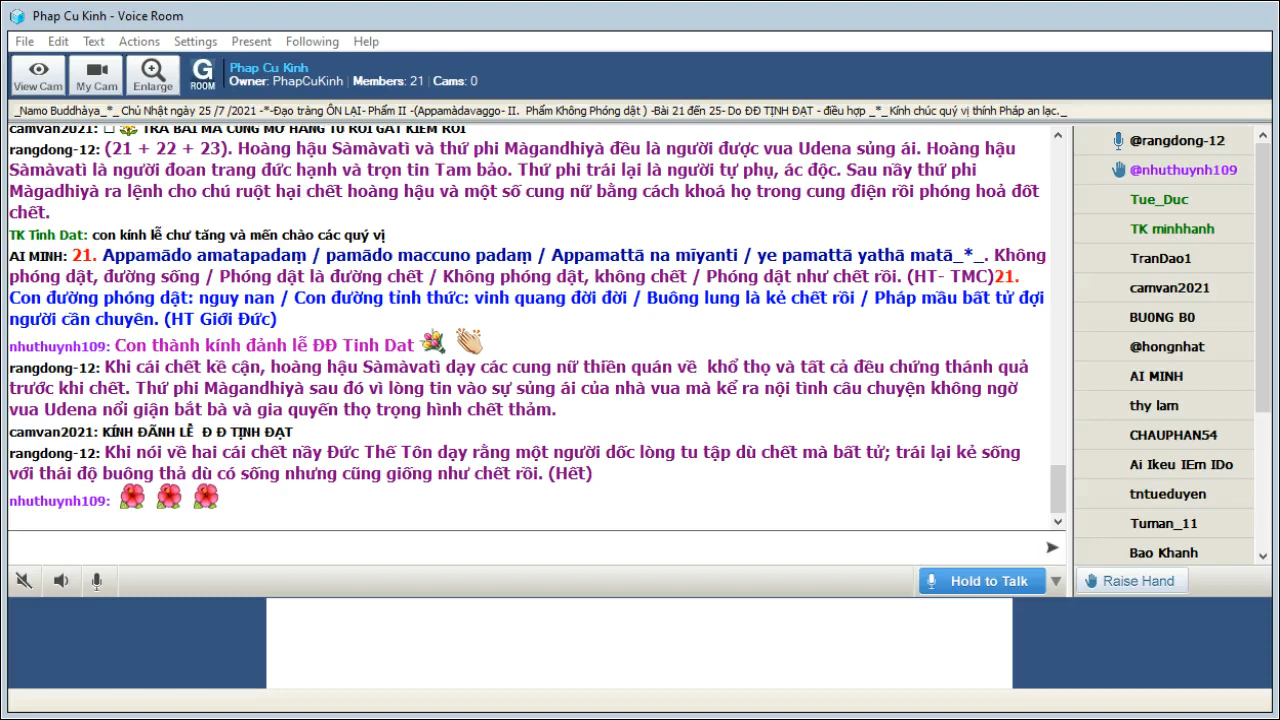 Phap Cu Kinh - Voice Room
File Edit Text Actions Settings Present Following Help
View Cam My Cam Enlarge G ROOM
Phap Cu Kinh
Owner: PhapCuKinh | Members: 21 | Cams: 0
_Namo Buddhàya_*_ Chủ Nhật ngày 25 /7 /2021 -*-Đạo tràng ÔN LẠI- Phẩm II -(Appamàdavaggo- II. Phẩm Không Phóng dật ) -Bài 21 đến 25- Do ĐĐ TỊNH ĐẠT - điều hợp _*_ Kính chúc quý vị thính Pháp an lạc._
camvan2021:
rangdong-12: (21 + 22 + 23). Hoàng hậu Sàmàvatì và thứ phi Màgandhiyà đều là người được vua Udena sủng ái. Hoàng hậu
Sàmàvatì là người đoan trang đức hạnh và trọn tin Tam bảo. Thứ phi trái lại là người tự phụ, ác độc. Sau nầy thứ phi
Màgadhiyà ra lệnh cho chú ruột hại chết hoàng hậu và một số cung nữ bằng cách khoá họ trong cung điện rồi phóng hoả đốt
chết.
TK Tinh Dat: con kính lễ chư tăng và mến chào các quý vị
AI MINH: 21. Appamādo amatapadaṃ / pamādo maccuno padaṃ / Appamattā na mīyanti / ye pamattā yathā matā_*_. Không
phóng dật, đường sống / Phóng dật là đường chết / Không phóng dật, không chết / Phóng dật như chết rồi. (HT- TMC)21.
Con đường phóng dật: nguy nan / Con đường tỉnh thức: vinh quang đời đời / Buông lung là kẻ chết rồi / Pháp mầu bất tử đợi
người cần chuyên. (HT Giới Đức)
nhuthuynh109: Con thành kính đảnh lễ ĐĐ Tinh Dat
rangdong-12: Khi cái chết kề cận, hoàng hậu Sàmàvatì dạy các cung nữ thiền quán về khổ thọ và tất cả đều chứng thánh quả
trước khi chết. Thứ phi Màgandhiyà sau đó vì lòng tin vào sự sủng ái của nhà vua mà kể ra nội tình câu chuyện không ngờ
vua Udena nổi giận bắt bà và gia quyến thọ trọng hình chết thảm.
camvan2021: KÍNH ĐÃNH LỄ Đ Đ TỊNH ĐẠT
rangdong-12: Khi nói về hai cái chết nầy Đức Thế Tôn dạy rằng một người dốc lòng tu tập dù chết mà bất tử; trái lại kẻ sống
với thái độ buông thả dù có sống nhưng cũng giống như chết rồi. (Hết)
nhuthuynh109:
Hold to Talk
@rangdong-12
@nhuthuynh109
Tue_Duc
TK minhhanh
TranDao1
camvan2021
BU0NG B0
@hongnhat
AI MINH
thy lam
CHAUPHAN54
Ai Ikeu IEm IDo
tntueduyen
Tuman_11
Bao Khanh
Raise Hand